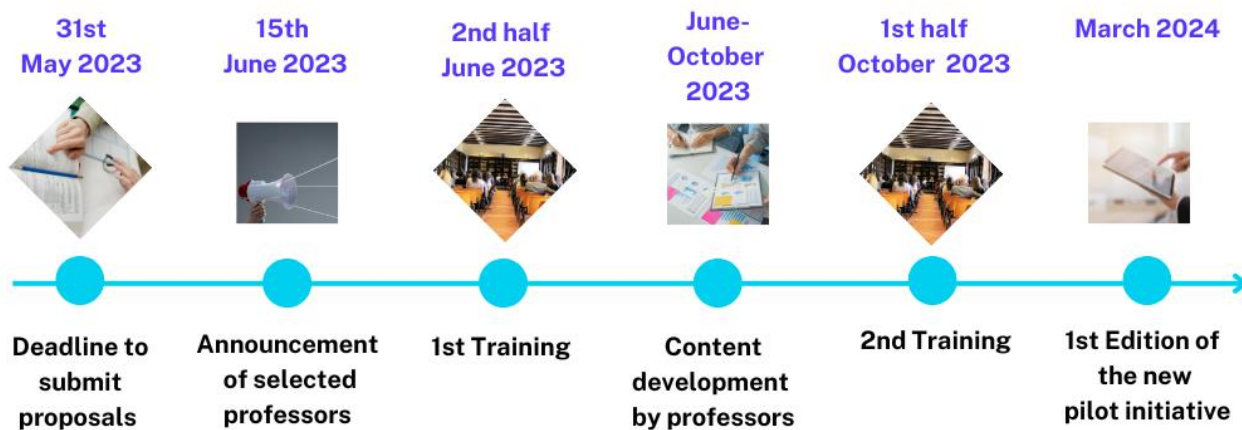 31st
May 2023
15th
June 2023
2nd half
June 2023
June-
October
2023
1st half
October 2023
March 2024
Deadline to
submit
proposals
Announcement
of selected
professors
1st Training
Content
development
by professors
2nd Training
1st Edition of
the new
pilot initiative